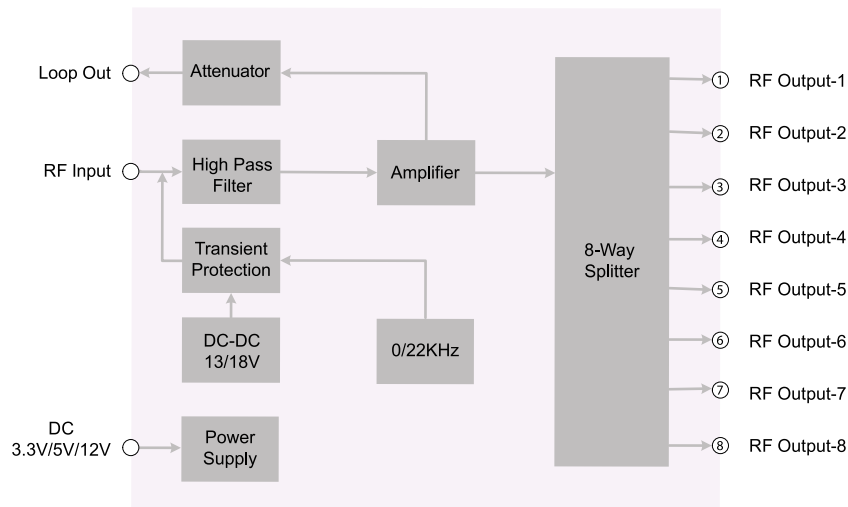 Loop Out
Attenuator
RF Input
High Pass
Filter
Amplifier
Transient
Protection
DC-DC
13/18V
0/22KHz
DC
3.3V/5V/12V
Power
Supply
8-Way
Splitter
① RF Output-1
② RF Output-2
③ RF Output-3
④ RF Output-4
⑤ RF Output-5
⑥ RF Output-6
⑦ RF Output-7
⑧ RF Output-8